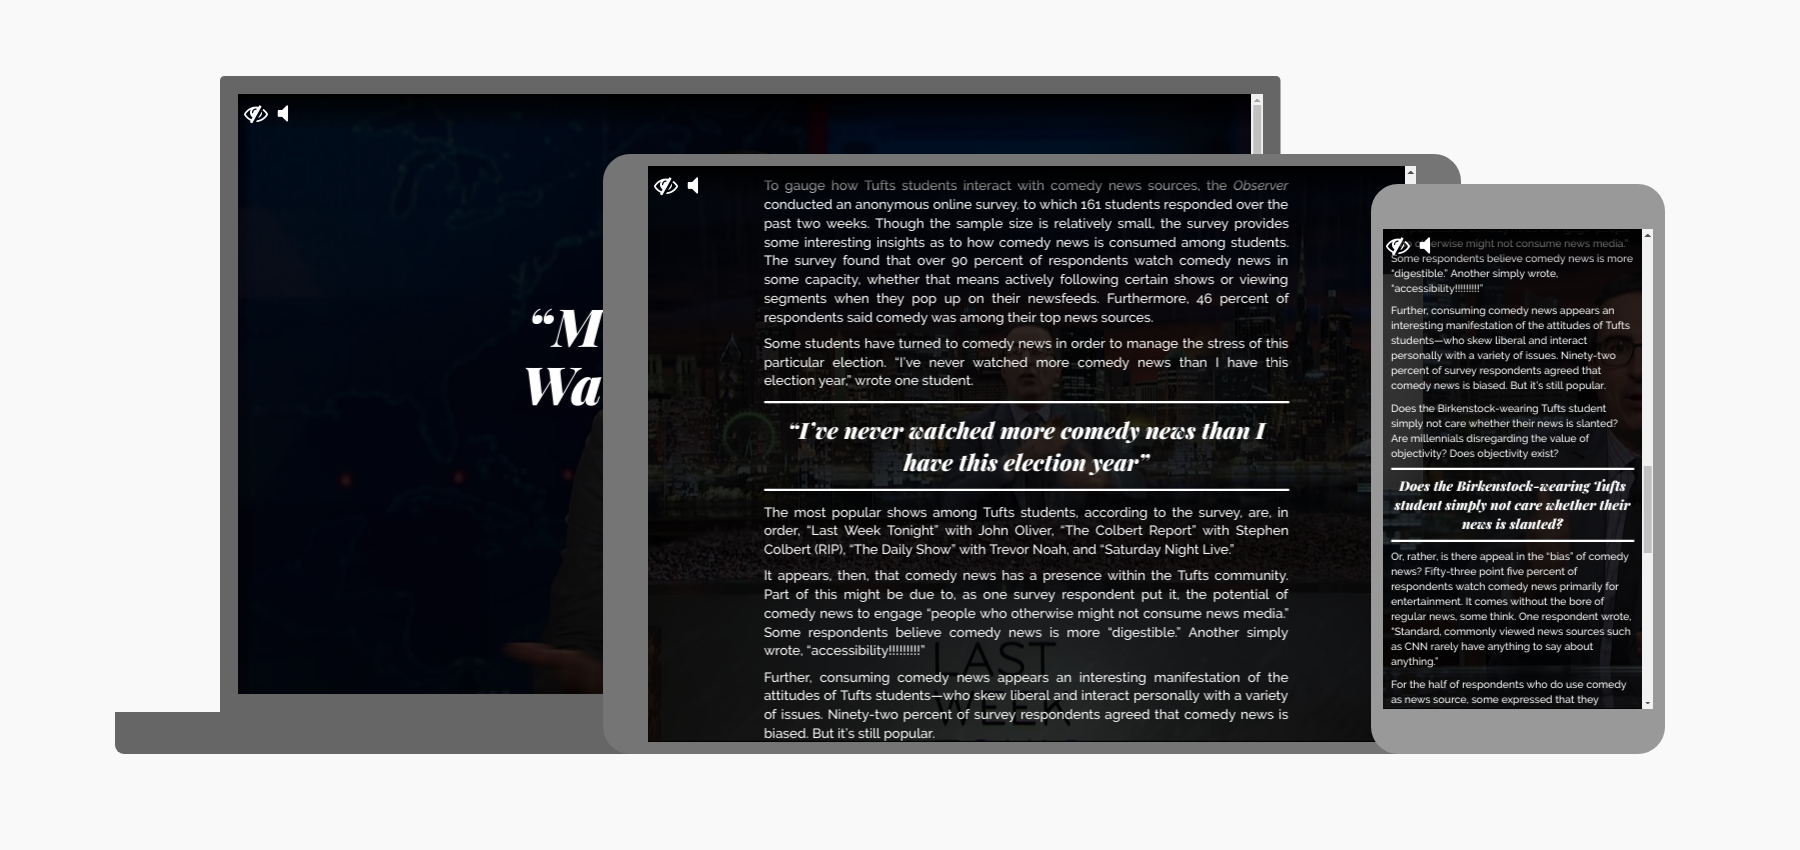 “M
Wa
To gauge how Tufts students interact with comedy news sources, the Observer
conducted an anonymous online survey, to which 161 students responded over the
past two weeks. Though the sample size is relatively small, the survey provides
some interesting insights as to how comedy news is consumed among students.
The survey found that over 90 percent of respondents watch comedy news in
some capacity, whether that means actively following certain shows or viewing
segments when they pop up on their newsfeeds. Furthermore, 46 percent of
respondents said comedy was among their top news sources.
Some students have turned to comedy news in order to manage the stress of this
particular election. “I’ve never watched more comedy news than I have this
election year,” wrote one student.
“I’ve never watched more comedy news than I
have this election year”
The most popular shows among Tufts students, according to the survey, are, in
order, “Last Week Tonight” with John Oliver, “The Colbert Report” with Stephen
Colbert (RIP), “The Daily Show” with Trevor Noah, and “Saturday Night Live.”
It appears, then, that comedy news has a presence within the Tufts community.
Part of this might be due to, as one survey respondent put it, the potential of
comedy news to engage “people who otherwise might not consume news media.”
Some respondents believe comedy news is more “digestible.” Another simply
wrote, “accessibility!!!!!!!!!”
Further, consuming comedy news appears an interesting manifestation of the
attitudes of Tufts students—who skew liberal and interact personally with a variety
of issues. Ninety-two percent of survey respondents agreed that comedy news is
biased. But it’s still popular.
LAST
WEEK
erwise might not consume news media.”
Some respondents believe comedy news is more
“digestible.” Another simply wrote,
“accessibility!!!!!!!!!”
Further, consuming comedy news appears an
interesting manifestation of the attitudes of Tufts
students—who skew liberal and interact
personally with a variety of issues. Ninety-two
percent of survey respondents agreed that
comedy news is biased. But it’s still popular.
Does the Birkenstock-wearing Tufts student
simply not care whether their news is slanted?
Are millennials disregarding the value of
objectivity? Does objectivity exist?
Does the Birkenstock-wearing Tufts
student simply not care whether their
news is slanted?
Or, rather, is there appeal in the “bias” of comedy
news? Fifty-three point five percent of
respondents watch comedy news primarily for
entertainment. It comes without the bore of
regular news, some think. One respondent wrote,
“Standard, commonly viewed news sources such
as CNN rarely have anything to say about
anything.”
For the half of respondents who do use comedy
as news source, some expressed that they